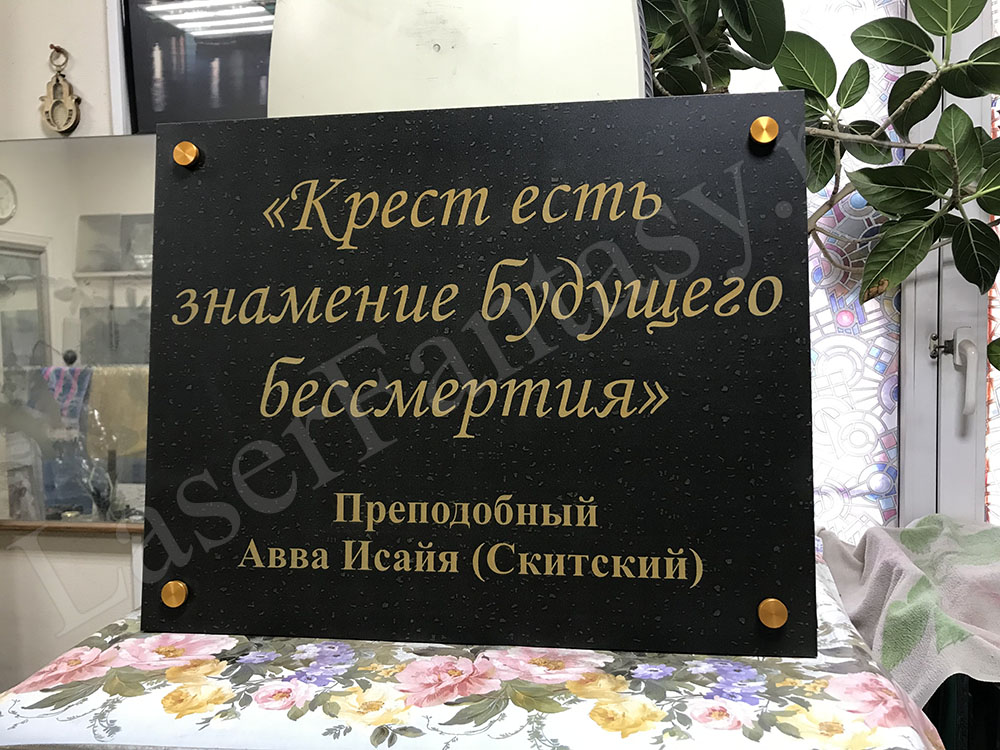 «Крест есть
знамение будущего
бессмертия»
Преподобный
Авва Исайя (Скитский)
LaserFantasy.r